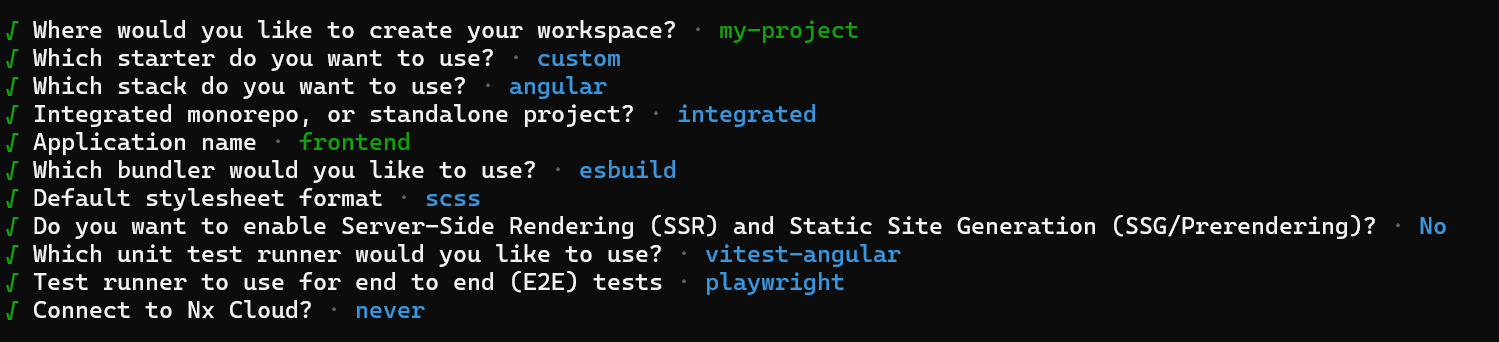 √ Where would you like to create your workspace? · my-project
√ Which starter do you want to use? · custom
√ Which stack do you want to use? · angular
√ Integrated monorepo, or standalone project? · integrated
√ Application name · frontend
√ Which bundler would you like to use? · esbuild
√ Default stylesheet format · scss
√ Do you want to enable Server-Side Rendering (SSR) and Static Site Generation (SSG/Prerendering)? · No
√ Which unit test runner would you like to use? · vitest-angular
√ Test runner to use for end to end (E2E) tests · playwright
√ Connect to Nx Cloud? · never